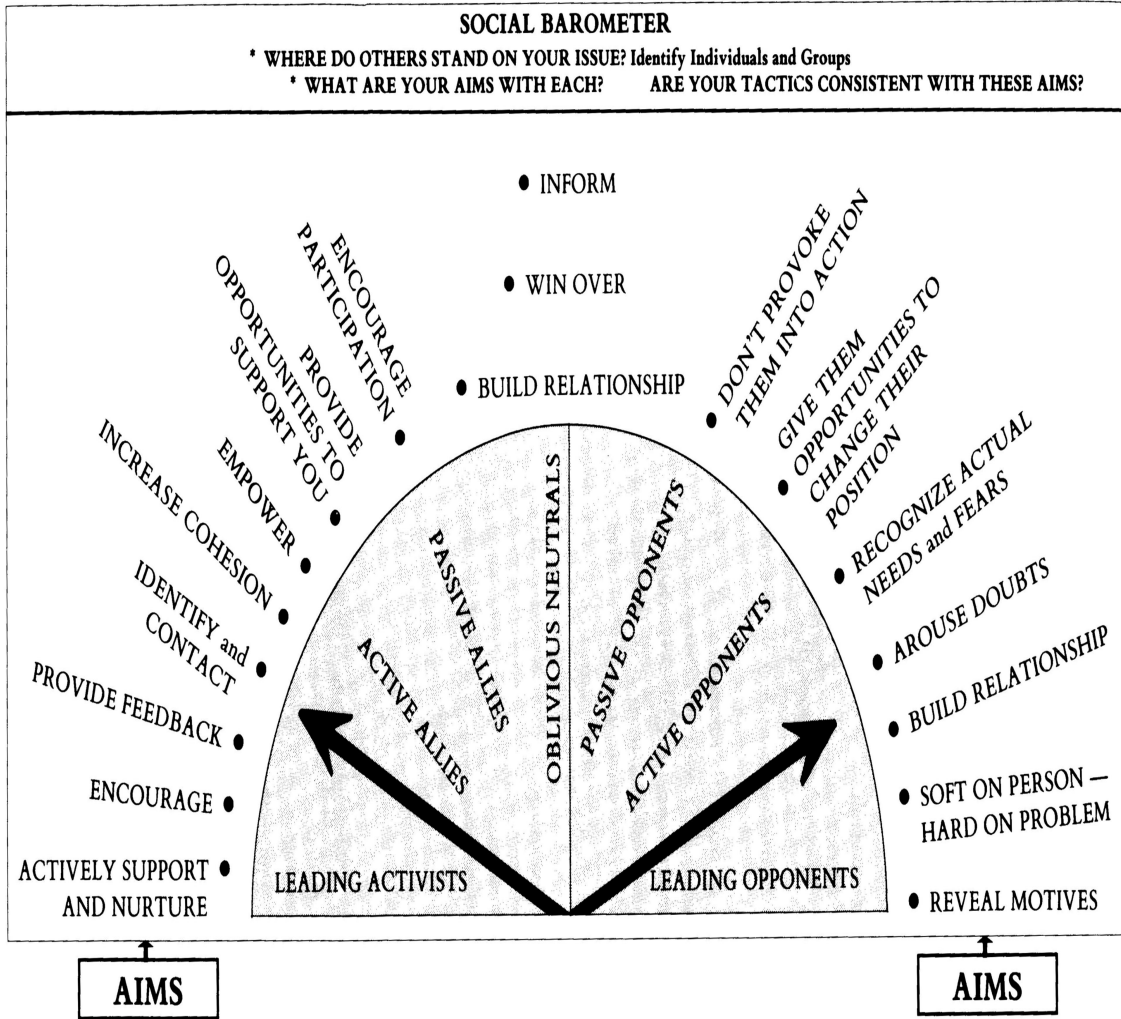 SOCIAL BAROMETER
* WHERE DO OTHERS STAND ON YOUR ISSUE? Identify Individuals and Groups
* WHAT ARE YOUR AIMS WITH EACH? ARE YOUR TACTICS CONSISTENT WITH THESE AIMS?
• INFORM
• WIN OVER
• BUILD RELATIONSHIP
ENCOURAGE
PARTICIPATION •
PROVIDE
OPPORTUNITIES TO
SUPPORT YOU •
EMPOWER •
INCREASE COHESION •
IDENTIFY and
CONTACT •
PROVIDE FEEDBACK •
ENCOURAGE •
ACTIVELY SUPPORT •
AND NURTURE
• DON'T PROVOKE
THEM INTO ACTION
GIVE THEM
• OPPORTUNITIES TO
CHANGE THEIR
POSITION
• RECOGNIZE ACTUAL
NEEDS and FEARS
• AROUSE DOUBTS
• BUILD RELATIONSHIP
• SOFT ON PERSON —
HARD ON PROBLEM
• REVEAL MOTIVES
LEADING ACTIVISTS
ACTIVE ALLIES
PASSIVE ALLIES
OBLIVIOUS NEUTRALS
PASSIVE OPPONENTS
ACTIVE OPPONENTS
LEADING OPPONENTS
AIMS
AIMS